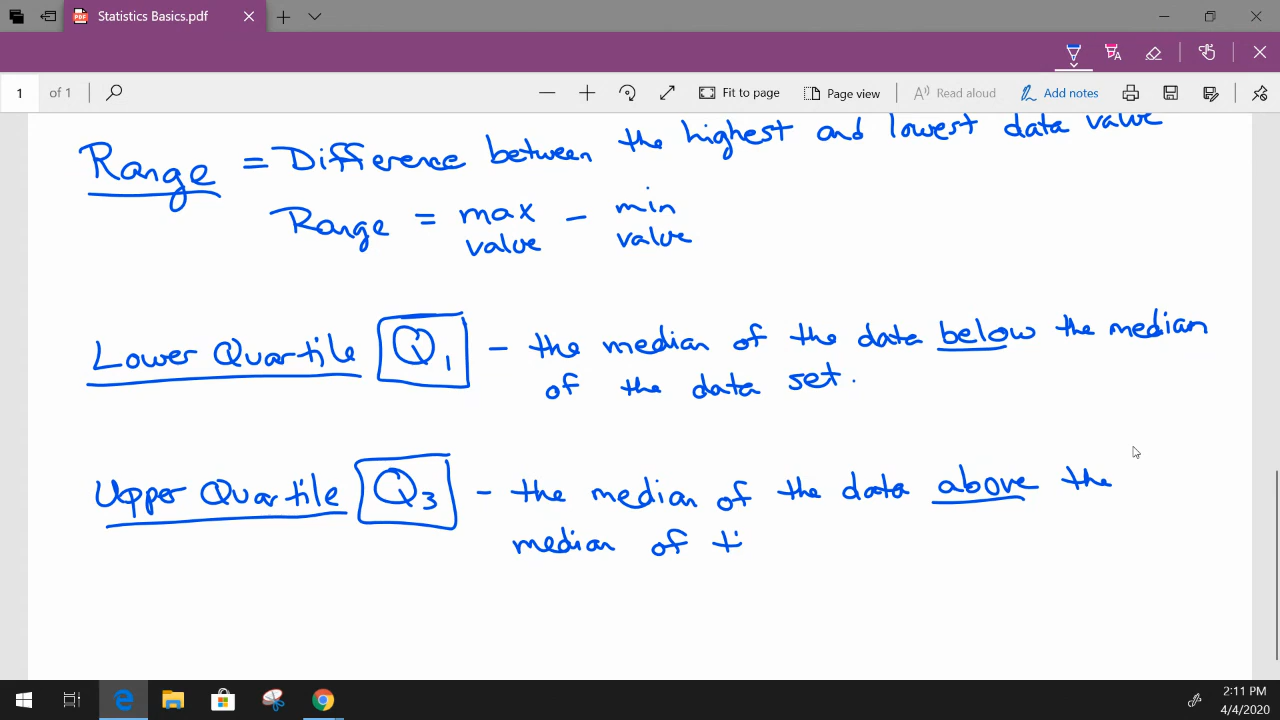 Statistics Basics.pdf
1 of 1
Fit to page
Page view
Read aloud
Add notes
Range = Difference between the highest and lowest data value
Range = max value - min value
Lower Quartile Q1 - the median of the data below the median
of the data set.
Upper Quartile Q3 - the median of the data above the
median of
2:11 PM
4/4/2020